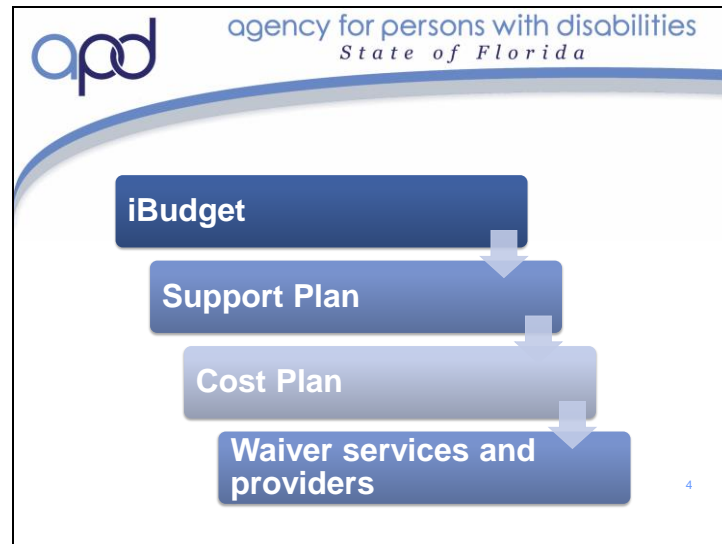 apd
agency for persons with disabilities
State of Florida
iBudget
Support Plan
Cost Plan
Waiver services and
providers
4